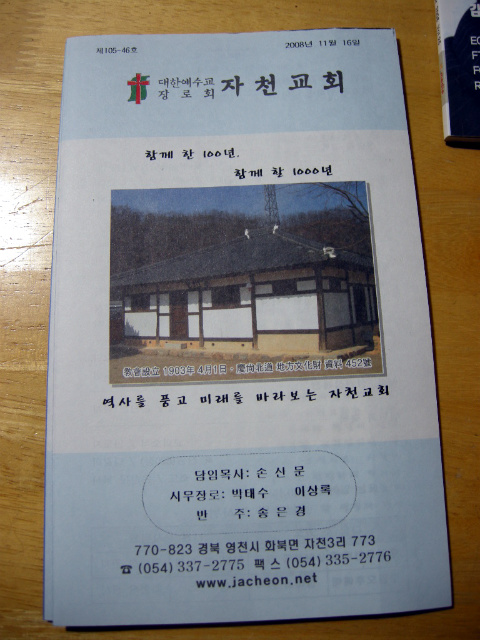 제105-46호
2008년 11월 16일
대한예수교
장로회
자천교회
함께 한 100년.
함께 할 1000년
教會設立 1903年 4月1日 · 慶尙北道 地方文化財 資料 452號
역사를 품고 미래를 바라보는 자천교회
담임목사: 손 신 문
시무장로: 박태수 이상록
반 주: 송 은 경
770-823 경북 영천시 화북면 자천3리 773
☎ (054) 337-2775 팩 스 (054) 335-2776
www.jacheon.net